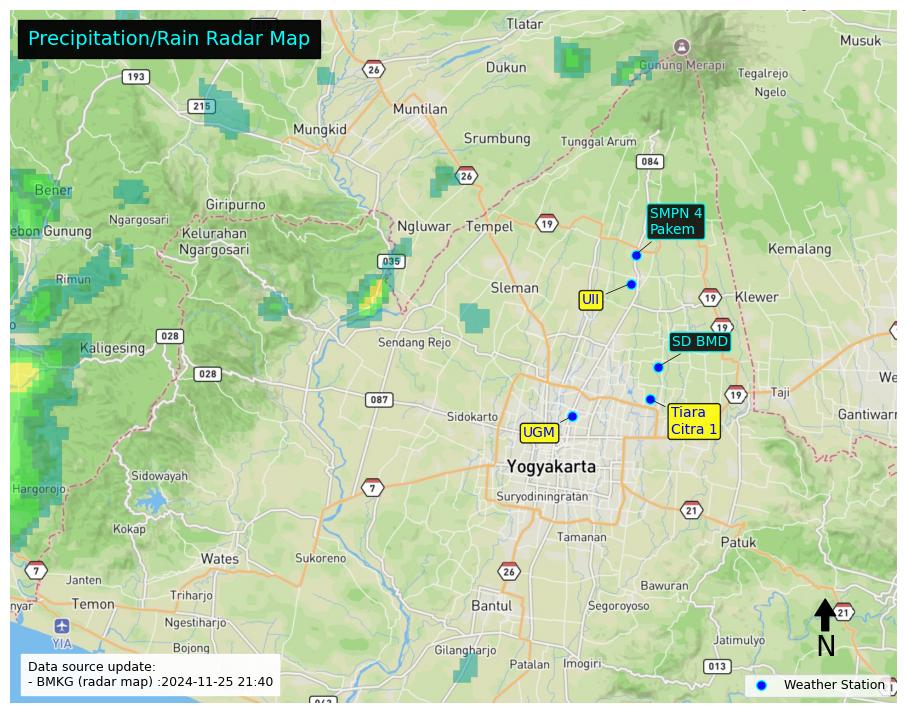 Precipitation/Rain Radar Map
Tlatar
Musuk
26
Dukun
Gunung Merapi
Tegalrejo
193
Ngelo
215
Muntilan
Mungkid
Srumbung
Tunggal Arum
084
26
Bener
Giripurno
SMPN 4
Pakem
Ngargosari
Ngluwar
Tempel
19
ebon Gunung
Kelurahan
Ngargosari
Kemalang
035
Rimun
Sleman
UII
19
Klewer
19
028
Kaligesing
Sendang Rejo
SD BMD
028
We
087
19
Taji
Sidokarto
Tiara
Citra 1
Gantiwarn
UGM
Yogyakarta
Sidowayah
7
Hargorojo
Suryodiningratan
21
Kokap
Tamanan
Patuk
Wates
Sukoreno
7
26
Janten
Bawuran
Triharjo
nyar
Temon
Bantul
Segoroyoso
21
Ngestiharjo
YIA
Jatimulyo
N
Bojong
Gilangharjo
Patalan
Imogiri
013
Data source update:
- BMKG (radar map) :2024-11-25 21:40
Weather Station